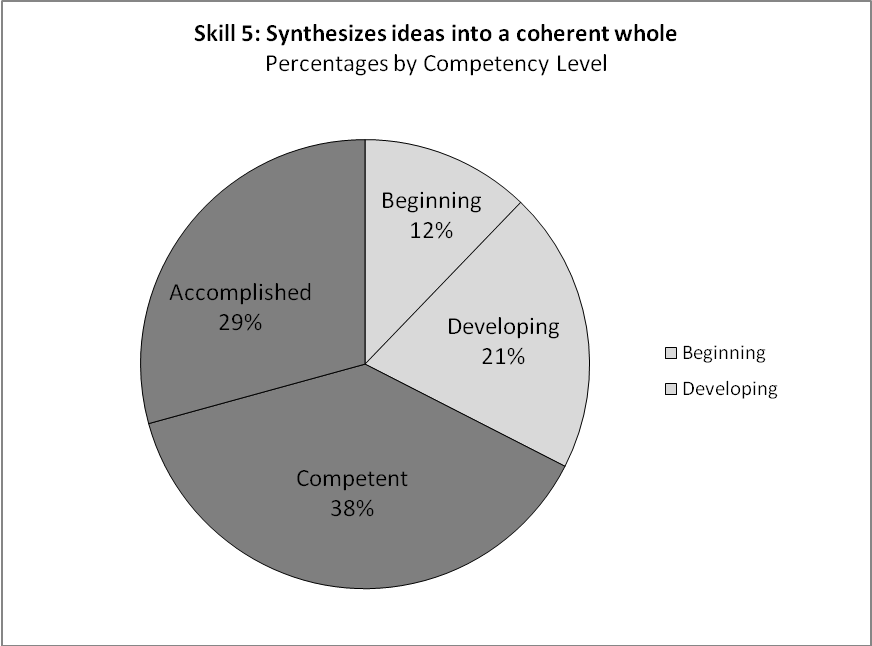 Skill 5: Synthesizes ideas into a coherent whole
Percentages by Competency Level
Beginning
12%
Accomplished
29%
Developing
21%
Competent
38%
Beginning
Developing